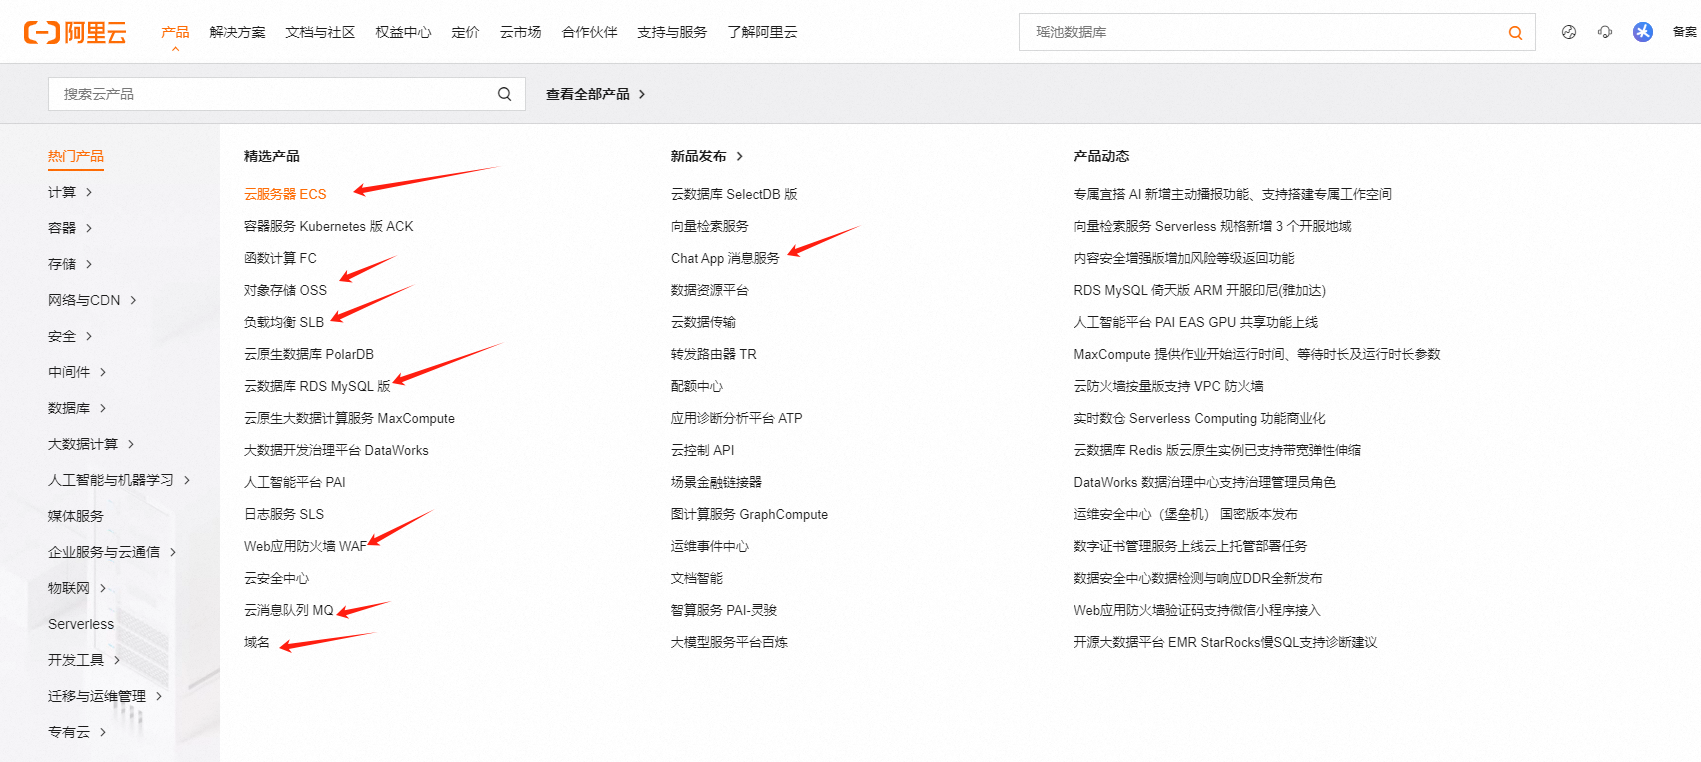 阿里云 产品 解决方案 文档与社区 权益中心 定价 云市场 合作伙伴 支持与服务 了解阿里云 瑶池数据库 备案
搜索云产品 查看全部产品
热门产品
计算
容器
存储
网络与CDN
安全
中间件
数据库
大数据计算
人工智能与机器学习
媒体服务
企业服务与云通信
物联网
Serverless
开发工具
迁移与运维管理
专有云
精选产品
云服务器 ECS
容器服务 Kubernetes 版 ACK
函数计算 FC
对象存储 OSS
负载均衡 SLB
云原生数据库 PolarDB
云数据库 RDS MySQL 版
云原生大数据计算服务 MaxCompute
大数据开发治理平台 DataWorks
人工智能平台 PAI
日志服务 SLS
Web应用防火墙 WAF
云安全中心
云消息队列 MQ
域名
新品发布
云数据库 SelectDB 版
向量检索服务
Chat App 消息服务
数据资源平台
云数据传输
转发路由器 TR
配额中心
应用诊断分析平台 ATP
云控制 API
场景金融链接器
图计算服务 GraphCompute
运维事件中心
文档智能
智算服务 PAI-灵骏
大模型服务平台百炼
产品动态
专属宜搭 AI 新增主动播报功能、支持搭建专属工作空间
向量检索服务 Serverless 规格新增 3 个开服地域
内容安全增强版增加风险等级返回功能
RDS MySQL 倚天版 ARM 开服印尼(雅加达)
人工智能平台 PAI EAS GPU 共享功能上线
MaxCompute 提供作业开始运行时间、等待时长及运行时长参数
云防火墙按量版支持 VPC 防火墙
实时数仓 Serverless Computing 功能商业化
云数据库 Redis 版云原生实例已支持带宽弹性伸缩
DataWorks 数据治理中心支持治理管理员角色
运维安全中心（堡垒机） 国密版本发布
数字证书管理服务上线云上托管部署任务
数据安全中心数据检测与响应DDR全新发布
Web应用防火墙验证码支持微信小程序接入
开源大数据平台 EMR StarRocks慢SQL支持诊断建议